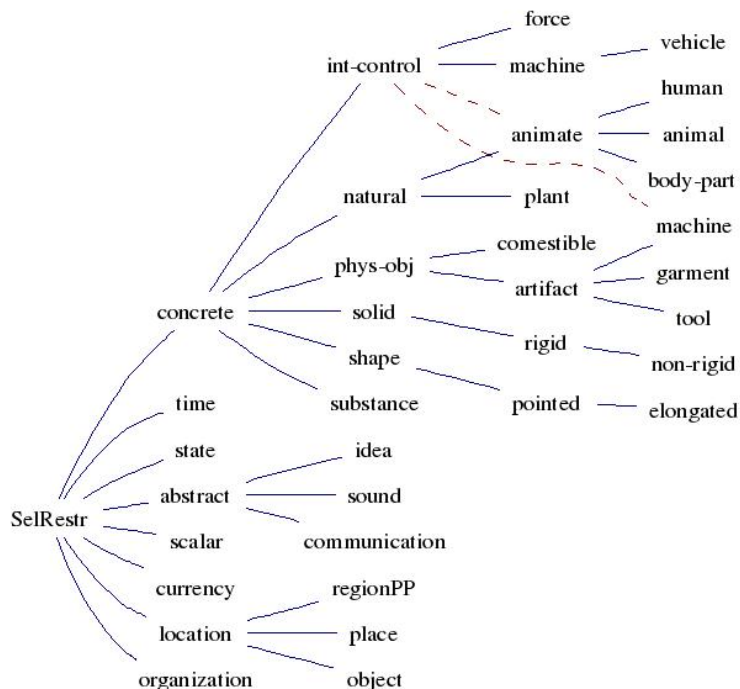 force
int-control
machine
vehicle
human
animate
animal
body-part
natural
plant
machine
comestible
phys-obj
artifact
garment
concrete
solid
tool
rigid
shape
non-rigid
time
substance
pointed
elongated
state
idea
abstract
sound
SelRestr
scalar
communication
currency
regionPP
location
place
organization
object